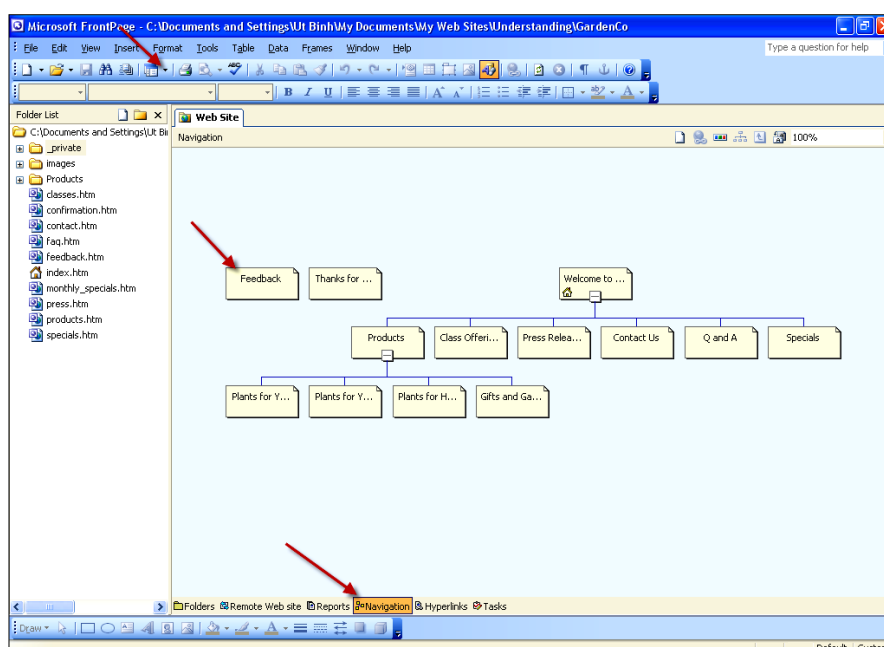 Microsoft FrontPage - C:\Documents and Settings\Ut Binh\My Documents\My Web Sites\Understanding\GardenCo
File Edit View Insert Format Tools Table Data Frames Window Help
Type a question for help
B I U
Folder List
Web Site
C:\Documents and Settings\Ut Bi
Navigation
100%
_private
images
Products
classes.htm
confirmation.htm
contact.htm
faq.htm
feedback.htm
index.htm
monthly_specials.htm
press.htm
products.htm
specials.htm
Feedback
Thanks for ...
Welcome to ...
Products
Class Offeri...
Press Relea...
Contact Us
Q and A
Specials
Plants for Y...
Plants for Y...
Plants for H...
Gifts and Ga...
Folders Remote Web site Reports Navigation Hyperlinks Tasks
Draw